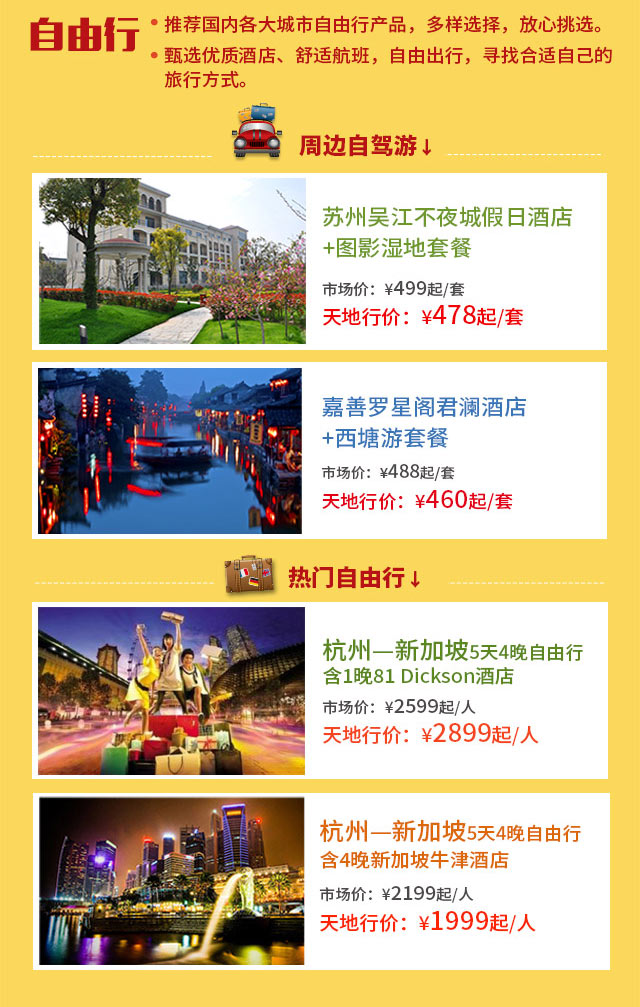 自由行
• 推荐国内各大城市自由行产品，多样选择，放心挑选。
• 甄选优质酒店、舒适航班，自由出行，寻找合适自己的
旅行方式。
周边自驾游↓
苏州吴江不夜城假日酒店
+图影湿地套餐
市场价：¥499起/套
天地行价：¥478起/套
嘉善罗星阁君澜酒店
+西塘游套餐
市场价：¥488起/套
天地行价：¥460起/套
热门自由行↓
杭州—新加坡5天4晚自由行
含1晚81 Dickson酒店
市场价：¥2599起/人
天地行价：¥2899起/人
杭州—新加坡5天4晚自由行
含4晚新加坡牛津酒店
市场价：¥2199起/人
天地行价：¥1999起/人